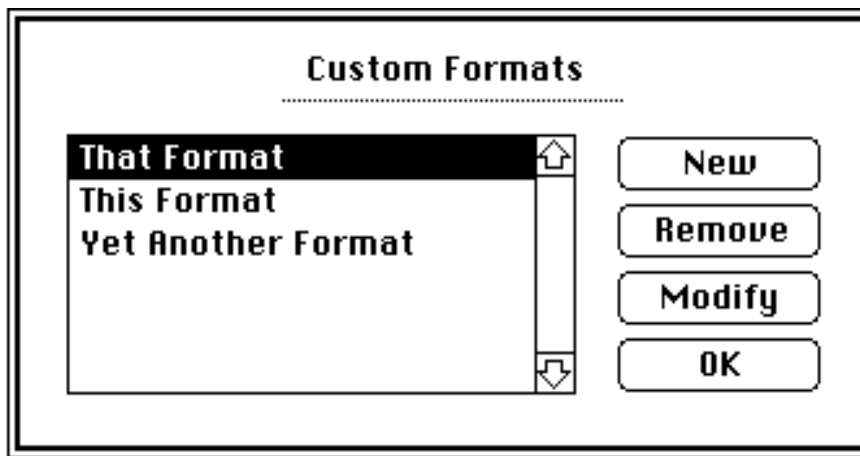 Custom Formats
That Format
This Format
Yet Another Format
New
Remove
Modify
OK